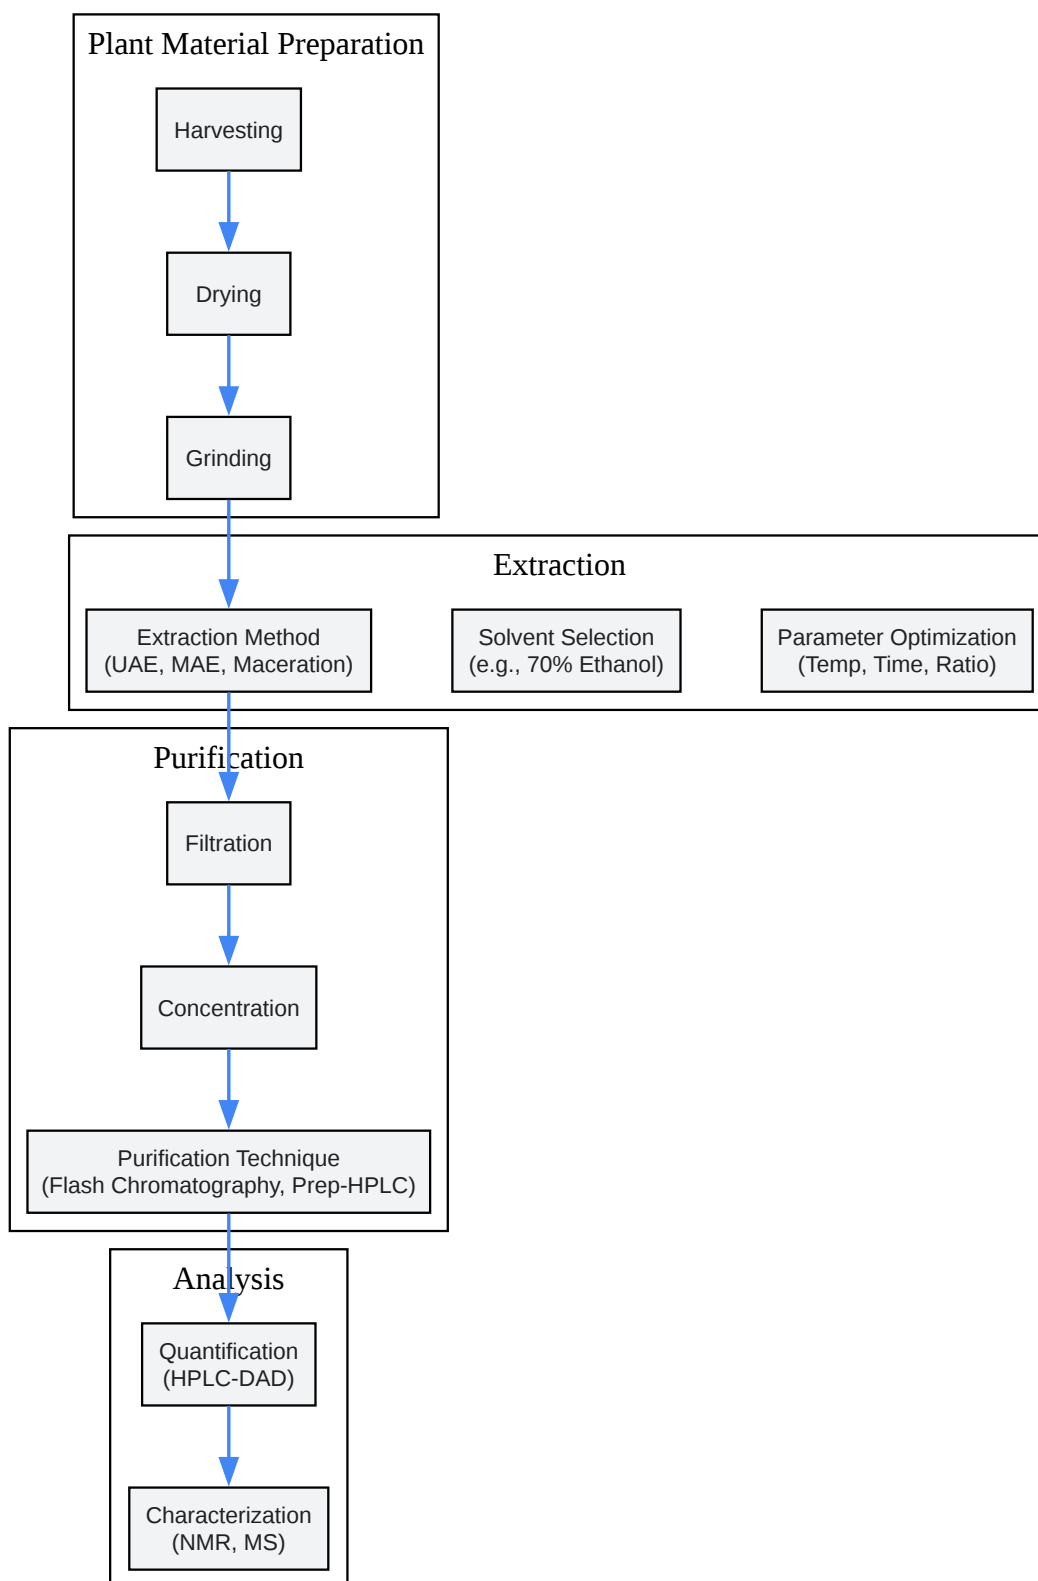 Plant Material Preparation
Harvesting
Drying
Grinding
Extraction
Extraction Method
(UAE, MAE, Maceration)
Solvent Selection
(e.g., 70% Ethanol)
Parameter Optimization
(Temp, Time, Ratio)
Purification
Filtration
Concentration
Purification Technique
(Flash Chromatography, Prep-HPLC)
Analysis
Quantification
(HPLC-DAD)
Characterization
(NMR, MS)